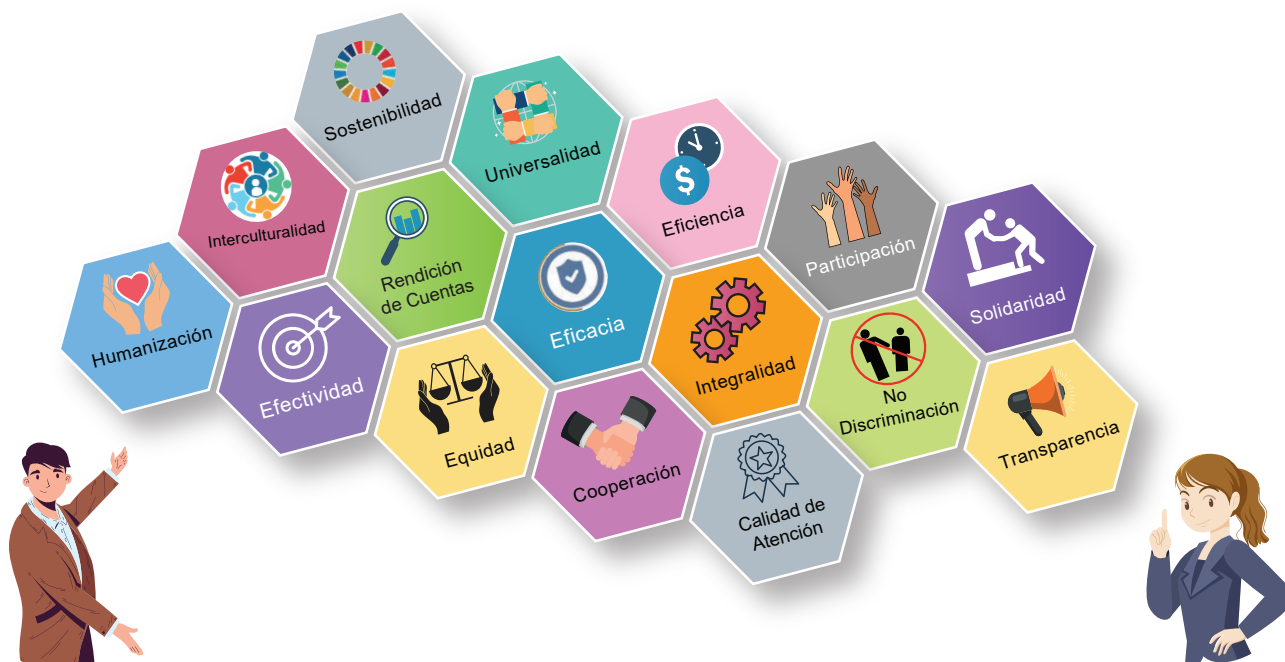 Sostenibilidad
Universalidad
Eficiencia
Participación
Solidaridad
Interculturalidad
Rendición
de Cuentas
Eficacia
Integralidad
No
Discriminación
Transparencia
Humanización
Efectividad
Equidad
Cooperación
Calidad de
Atención
$